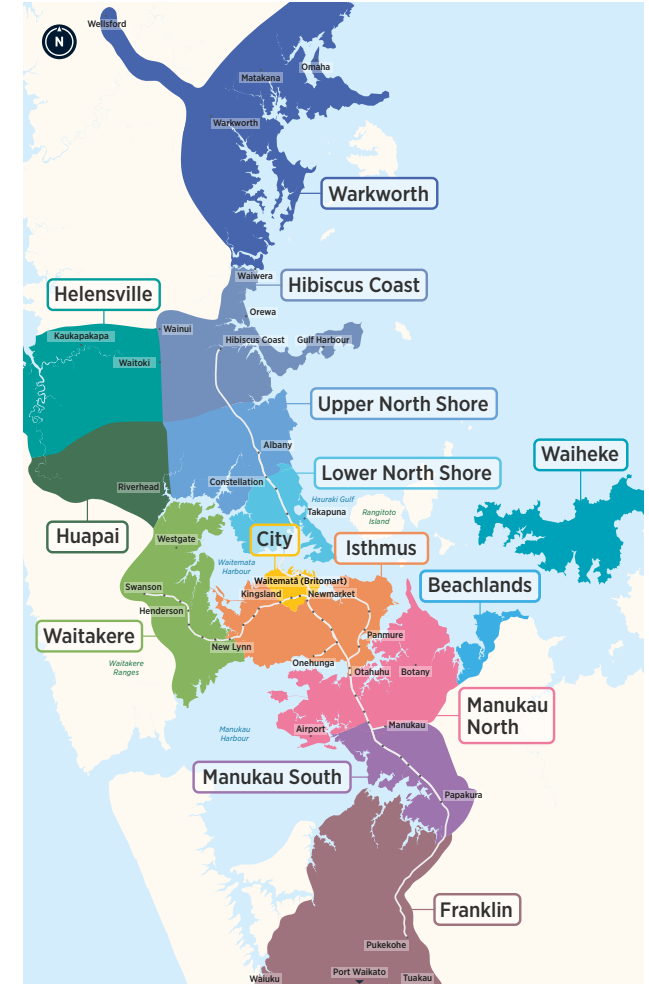 Wellsford
N
Omaha
Matakana
Warkworth
Warkworth
Waiwera
Hibiscus Coast
Helensville
Orewa
Wainui
Kaukapakapa
Hibiscus Coast
Gulf Harbour
Waitoki
Upper North Shore
Albany
Waiheke
Lower North Shore
Constellation
Riverhead
Hauraki Gulf
Takapuna
Rangitoto
Island
Huapai
Westgate
City
Isthmus
Waitemata
Harbour
Waitematā (Britomart)
Beachlands
Swanson
Kingsland
Newmarket
Henderson
Waitakere
Panmure
New Lynn
Waitakere
Ranges
Onehunga
Otahuhu
Botany
Manukau
North
Manukau
Harbour
Airport
Manukau
Manukau South
Papakura
Franklin
Pukekohe
Port Waikato
Waiuku
Tuakau